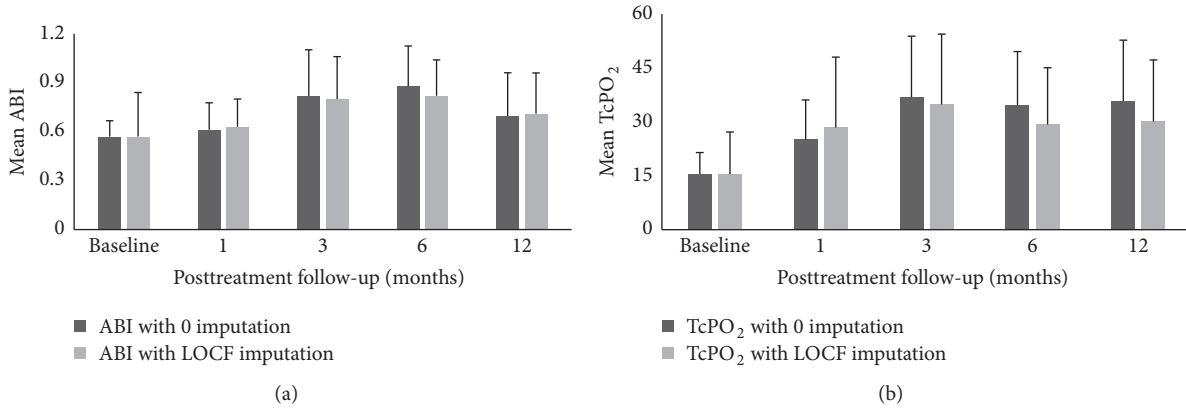 1.2
0.9
0.6
0.3
0
Mean ABI
Baseline 1 3 6 12
Posttreatment follow-up (months)
ABI with 0 imputation
ABI with LOCF imputation
(a)
60
45
30
15
0
Mean TcPO₂
Baseline 1 3 6 12
Posttreatment follow-up (months)
TcPO₂ with 0 imputation
TcPO₂ with LOCF imputation
(b)